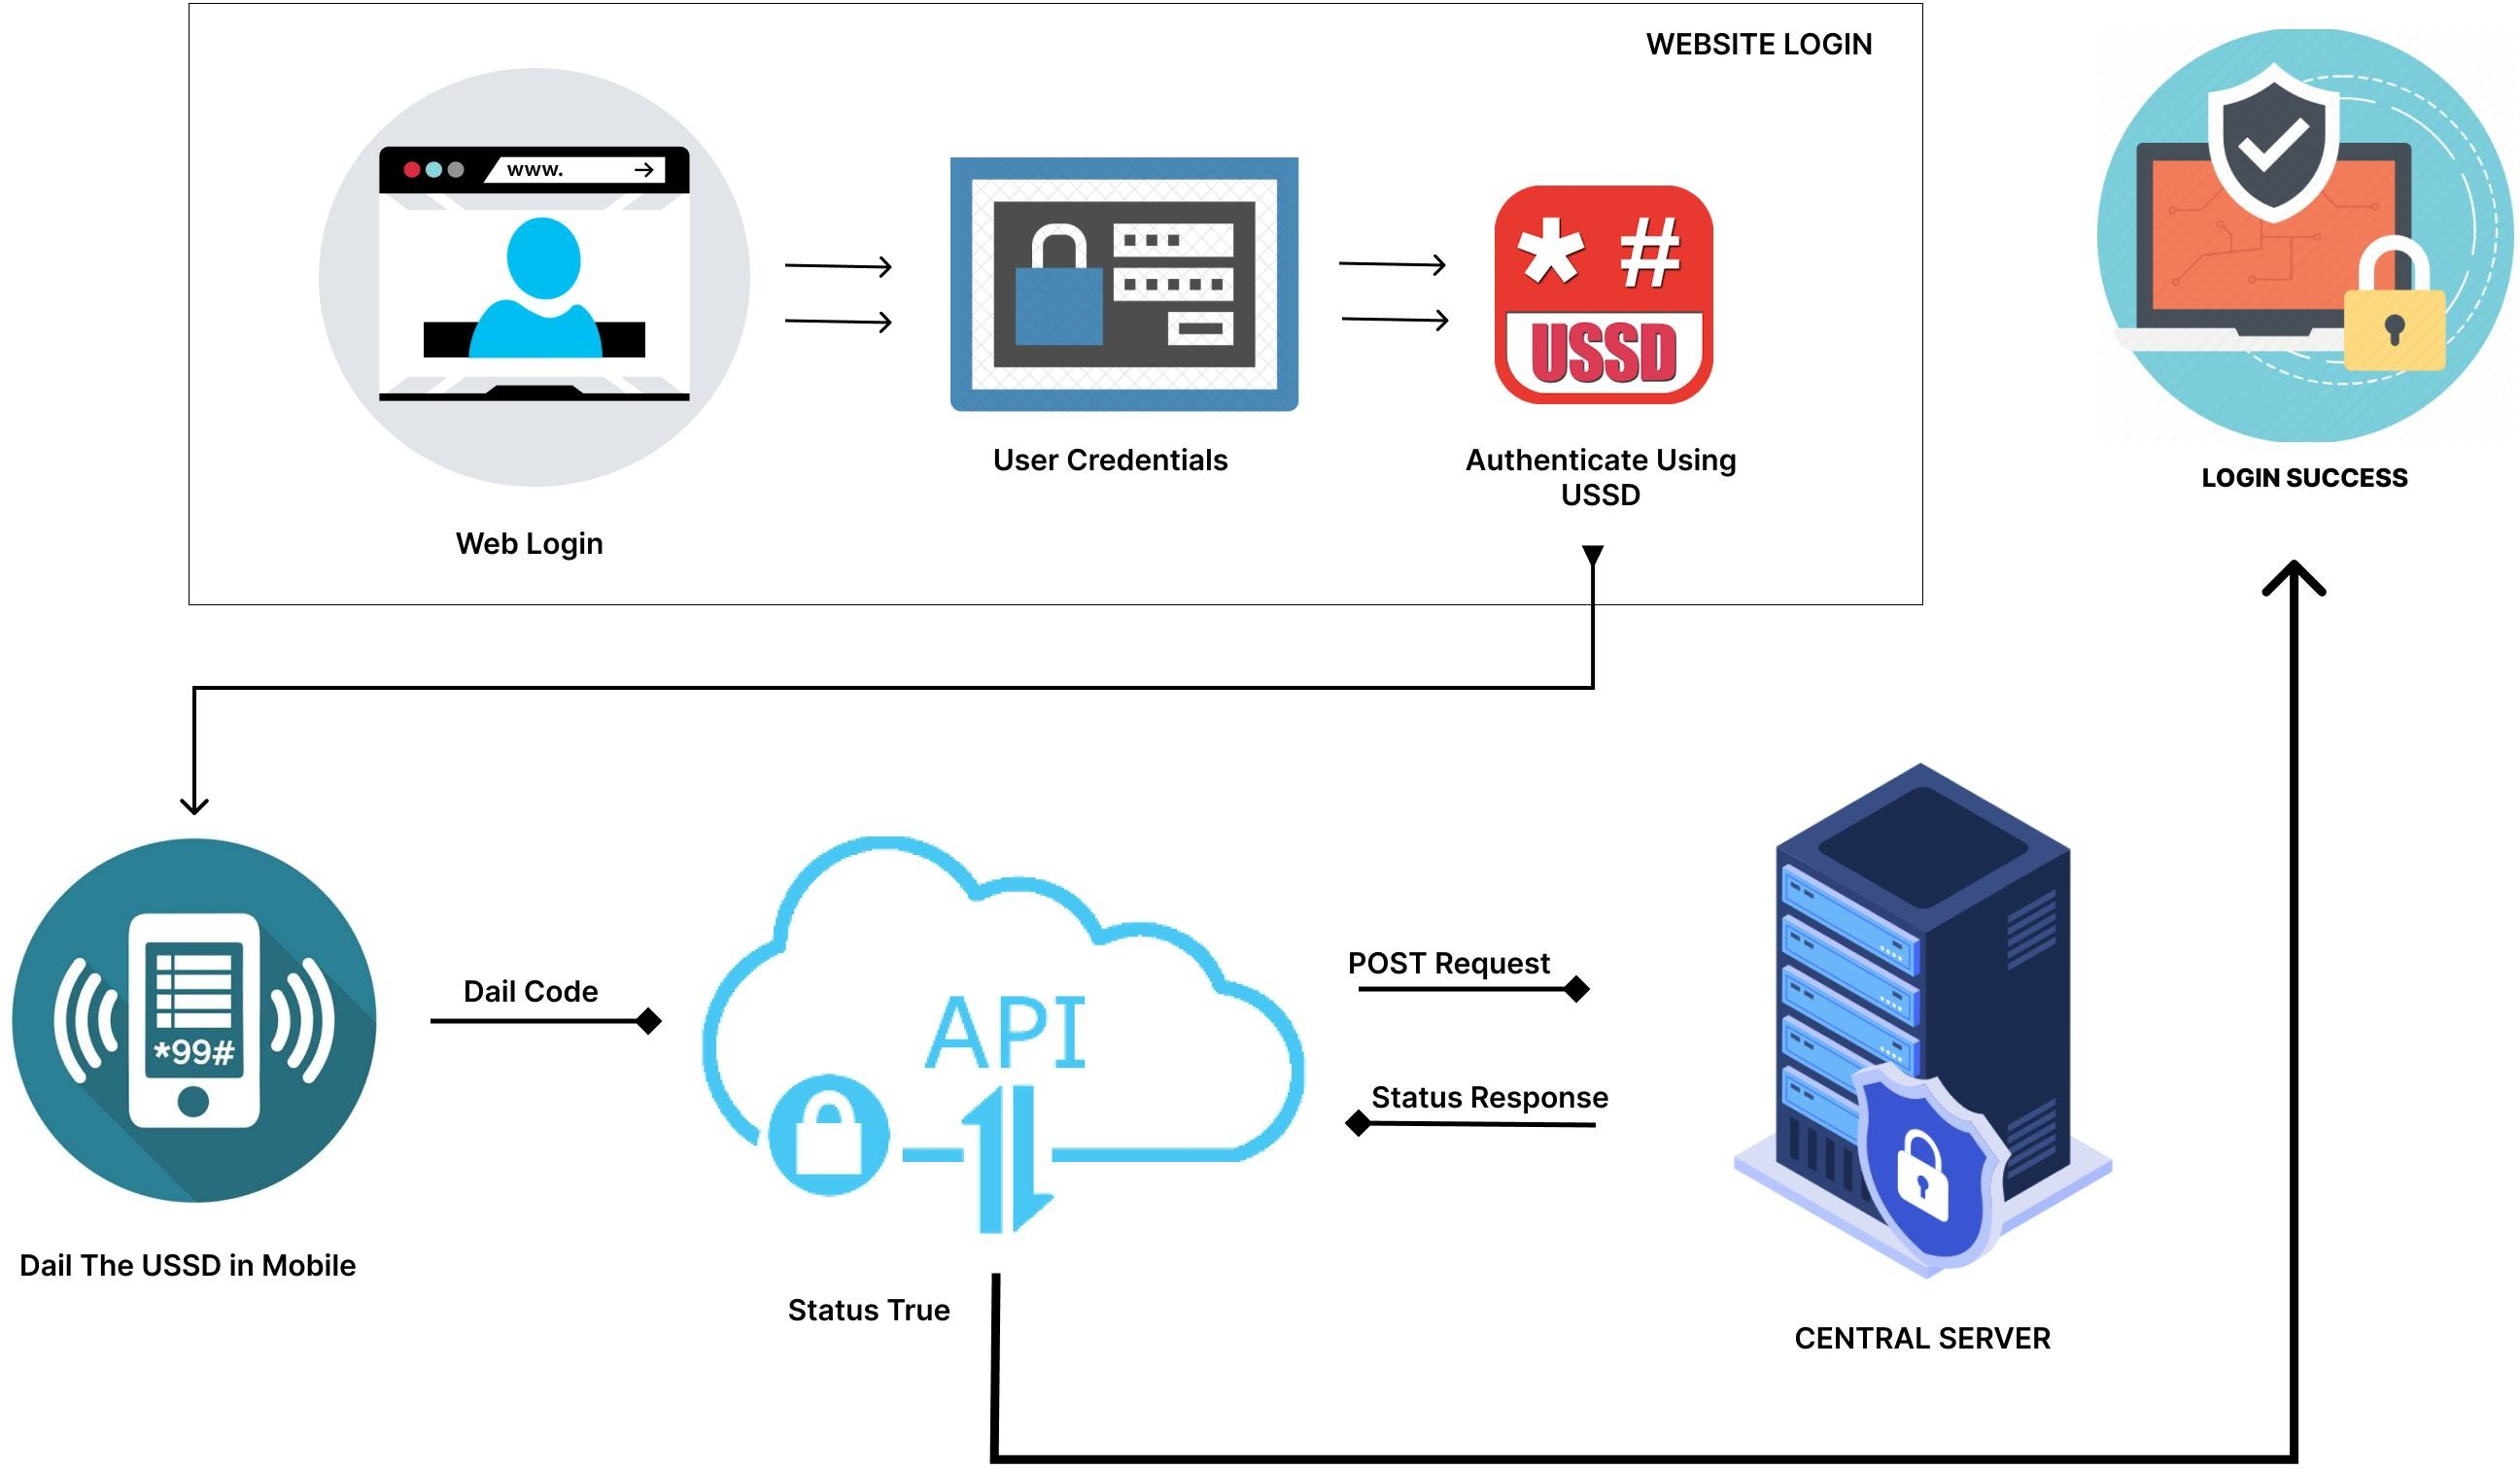 WEBSITE LOGIN
www.
* #
USSD
User Credentials
Authenticate Using
USSD
LOGIN SUCCESS
Web Login
Dail Code
POST Request
API
*99#
Status Response
Dail The USSD in Mobile
Status True
CENTRAL SERVER